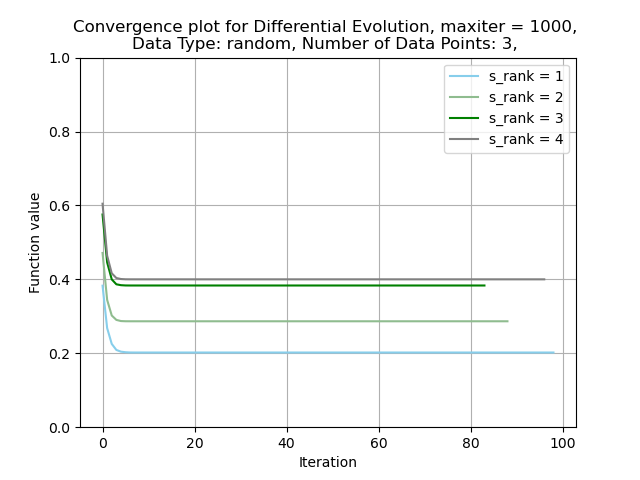 Convergence plot for Differential Evolution, maxiter = 1000,
Data Type: random, Number of Data Points: 3,
1.0
0.8
0.6
0.4
0.2
0.0
Function value
s_rank = 1
s_rank = 2
s_rank = 3
s_rank = 4
0 20 40 60 80 100
Iteration